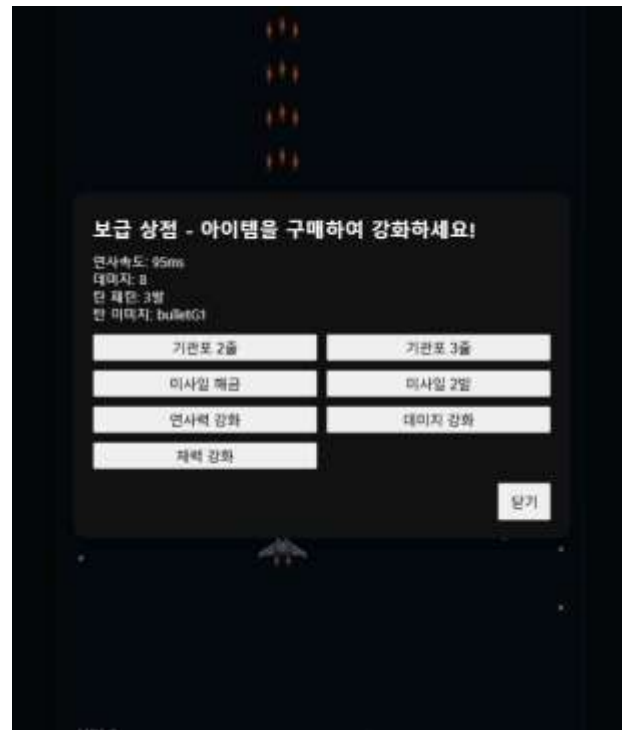 보급 상점 - 아이템을 구매하여 강화하세요!
연사속도: 95ms
데미지: 8
탄 패턴: 3발
탄 이미지: bulletG1
기관포 2줄
기관포 3줄
미사일 해금
미사일 2발
연사력 강화
데미지 강화
체력 강화
닫기